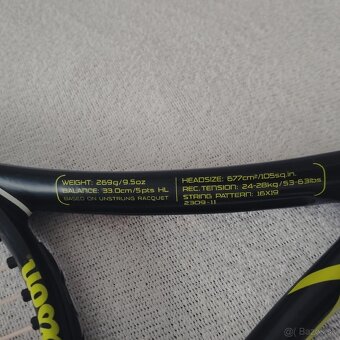 WEIGHT: 269g/9.5oz
BALANCE: 33.0cm/5pts HL
BASED ON UNSTRUNG RACQUET
HEADSIZE: 677cm²/105sq.in.
REC.TENSION: 24-28kg/53-63lbs
STRING PATTERN: 16X19
2309-11
Wilson